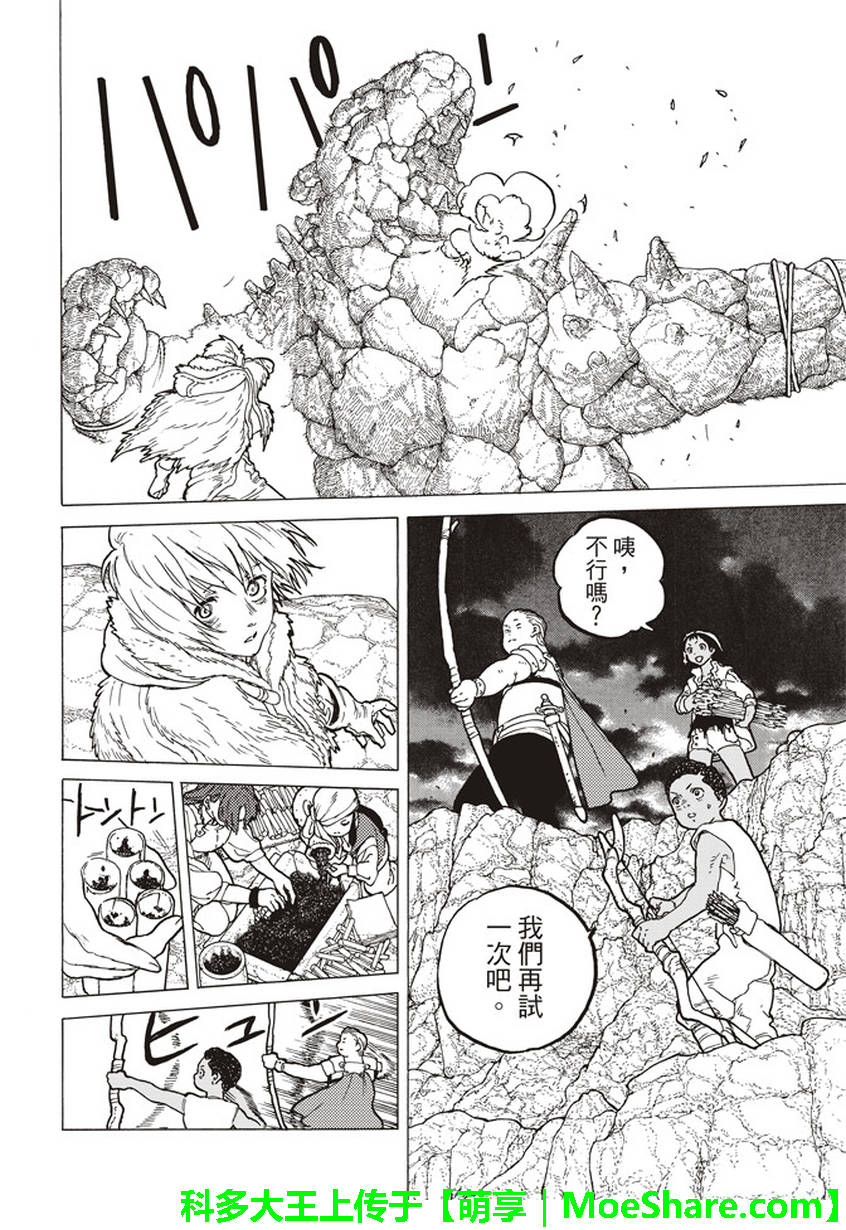 パパパン
咦，
不行嗎？
我們再試
一次吧。
トントン
ヒュン
科多大王上传于【萌享│MoeShare.com】